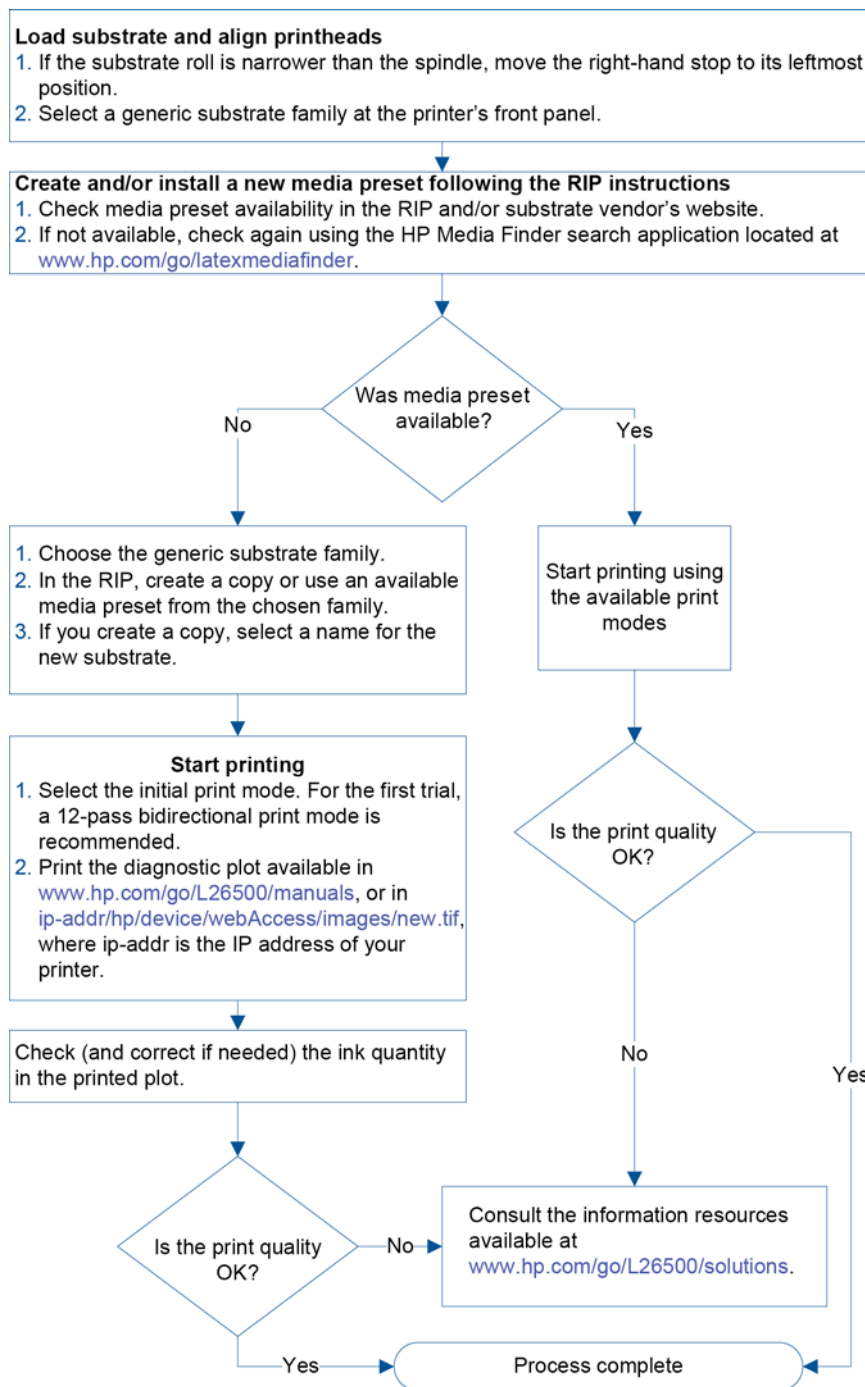 Load substrate and align printheads
1. If the substrate roll is narrower than the spindle, move the right-hand stop to its leftmost
position.
2. Select a generic substrate family at the printer's front panel.
Create and/or install a new media preset following the RIP instructions
1. Check media preset availability in the RIP and/or substrate vendor's website.
2. If not available, check again using the HP Media Finder search application located at
www.hp.com/go/latexmediafinder.
Was media preset
available?
No
Yes
1. Choose the generic substrate family.
2. In the RIP, create a copy or use an available
media preset from the chosen family.
3. If you create a copy, select a name for the
new substrate.
Start printing using
the available print
modes
Start printing
1. Select the initial print mode. For the first trial,
a 12-pass bidirectional print mode is
recommended.
2. Print the diagnostic plot available in
www.hp.com/go/L26500/manuals, or in
ip-addr/hp/device/webAccess/images/new.tif,
where ip-addr is the IP address of your
printer.
Is the print quality
OK?
Check (and correct if needed) the ink quantity
in the printed plot.
No
Yes
Is the print quality
OK?
No
Consult the information resources
available at
www.hp.com/go/L26500/solutions.
Yes
Process complete